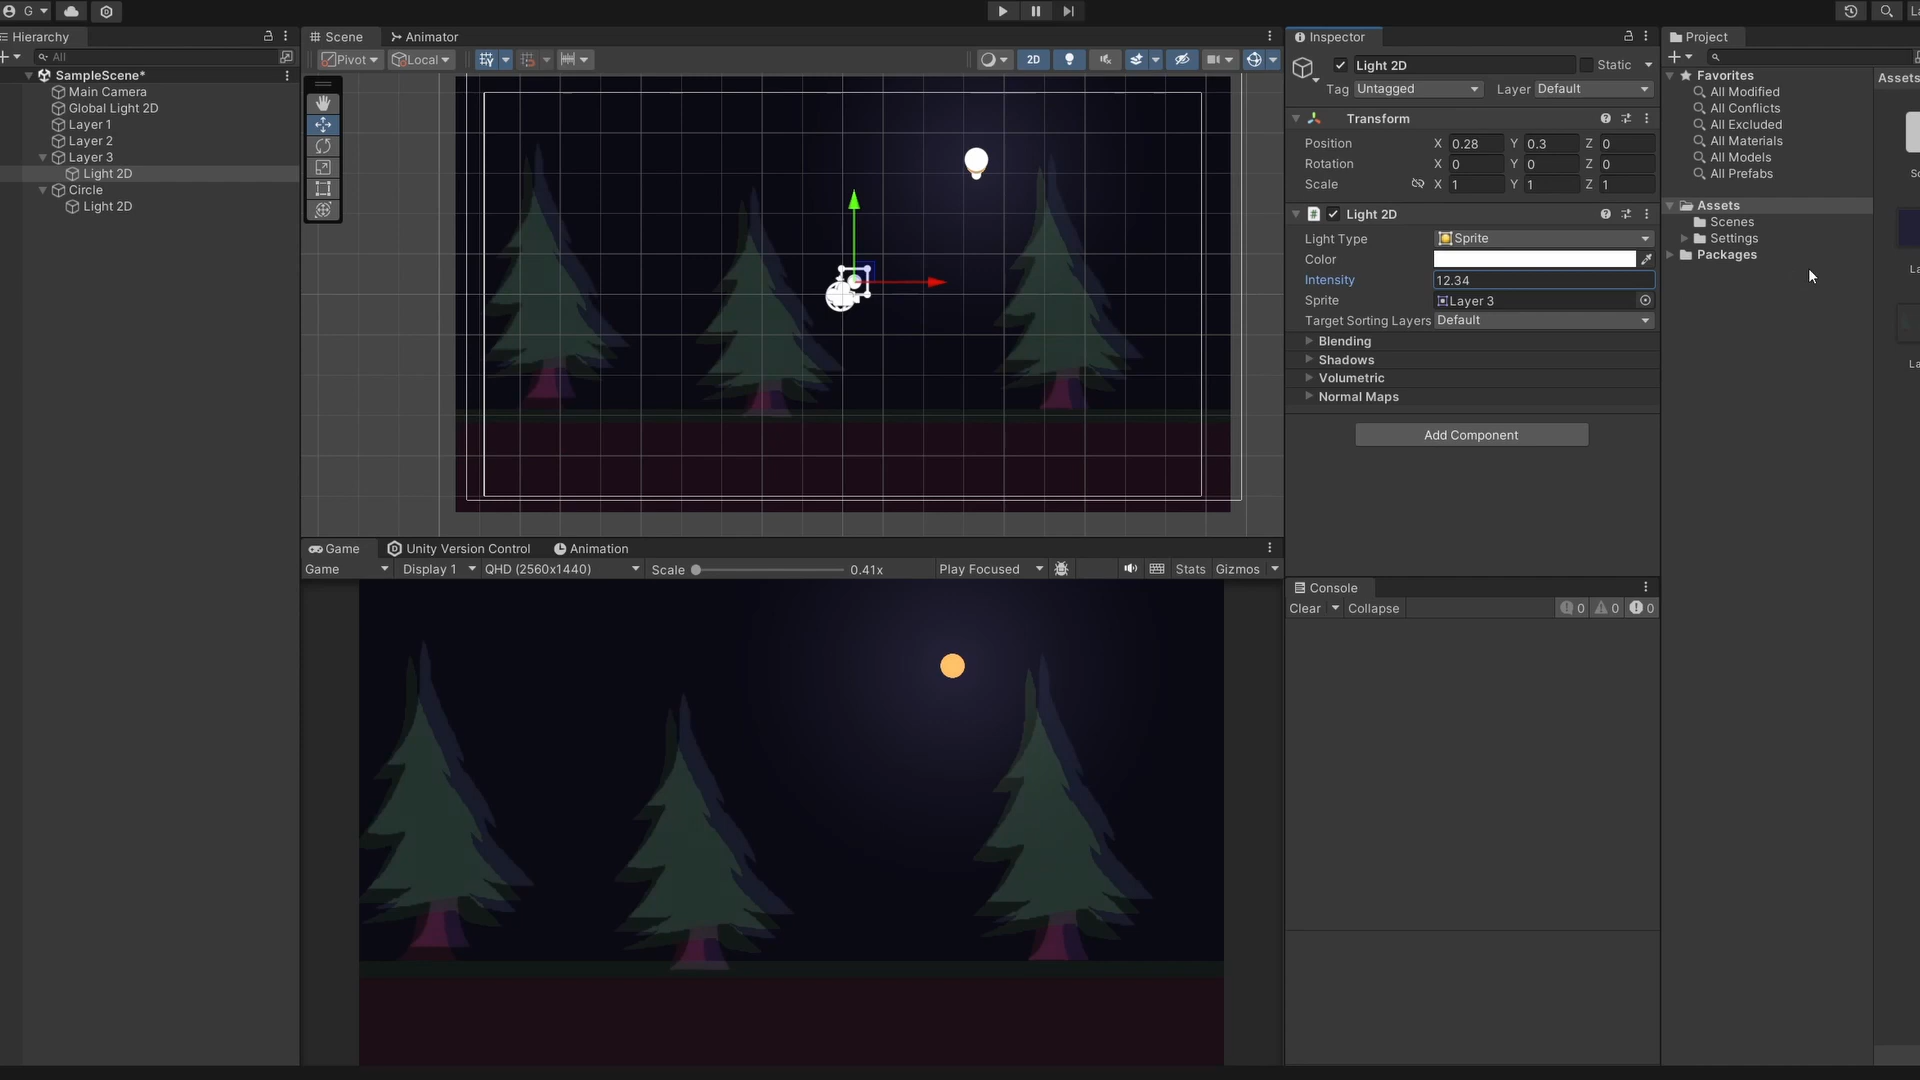 G
La
Hierarchy
All
SampleScene*
Main Camera
Global Light 2D
Layer 1
Layer 2
Layer 3
Light 2D
Circle
Light 2D
Scene
Animator
Pivot
Local
2D
Game
Unity Version Control
Animation
Game
Display 1
QHD (2560x1440)
Scale
0.41x
Play Focused
Stats
Gizmos
Inspector
Light 2D
Static
Tag
Untagged
Layer
Default
Transform
Position
X 0.28
Y 0.3
Z 0
Rotation
X 0
Y 0
Z 0
Scale
X 1
Y 1
Z 1
Light 2D
Light Type
Sprite
Color
Intensity
12.34
Sprite
Layer 3
Target Sorting Layers
Default
Blending
Shadows
Volumetric
Normal Maps
Add Component
Console
Clear
Collapse
0
0
0
Project
Favorites
All Modified
All Conflicts
All Excluded
All Materials
All Models
All Prefabs
Assets
Scenes
Settings
Packages
Assets
Sc
La
La